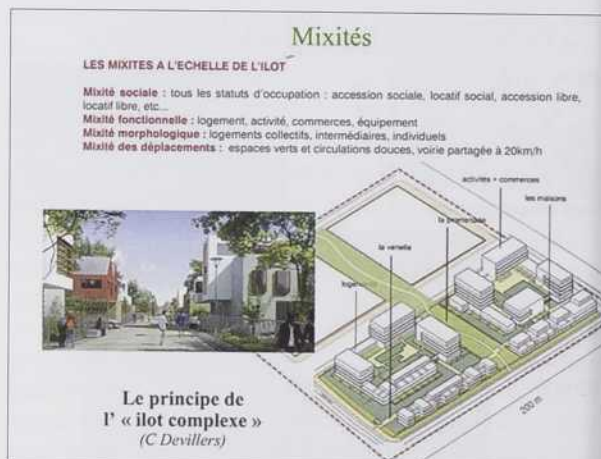 Mixités
LES MIXITES A L'ECHELLE DE L'ILOT
Mixité sociale : tous les statuts d'occupation : accession sociale, locatif social, accession libre,
locatif libre, etc...
Mixité fonctionnelle : logement, activité, commerces, équipement
Mixité morphologique : logements collectifs, intermédiaires, individuels
Mixité des déplacements : espaces verts et circulations douces, voirie partagée à 20km/h
activités + commerces
les maisons
la promenade
la venelle
200 m
Le principe de
l' « ilot complexe »
(C Devillers)